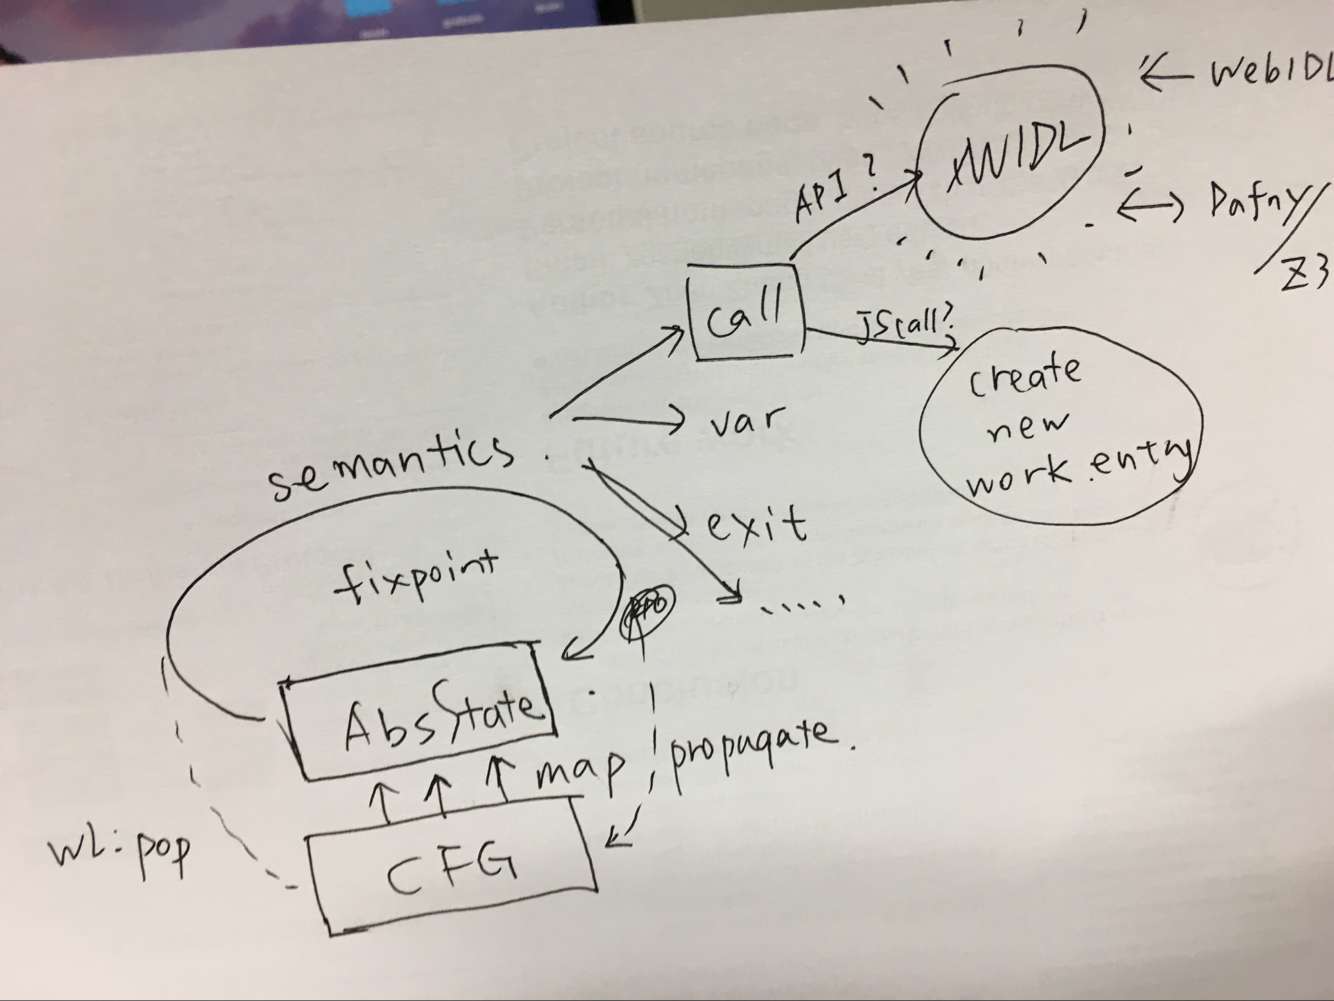 ← WebIDL
xWIDL
API?
↔ Dafny/
Z3
call
JScall?
create
new
work.entry
var
semantics.
exit
fixpoint
.....,
AbsState
map
propagate.
wl:pop
CFG